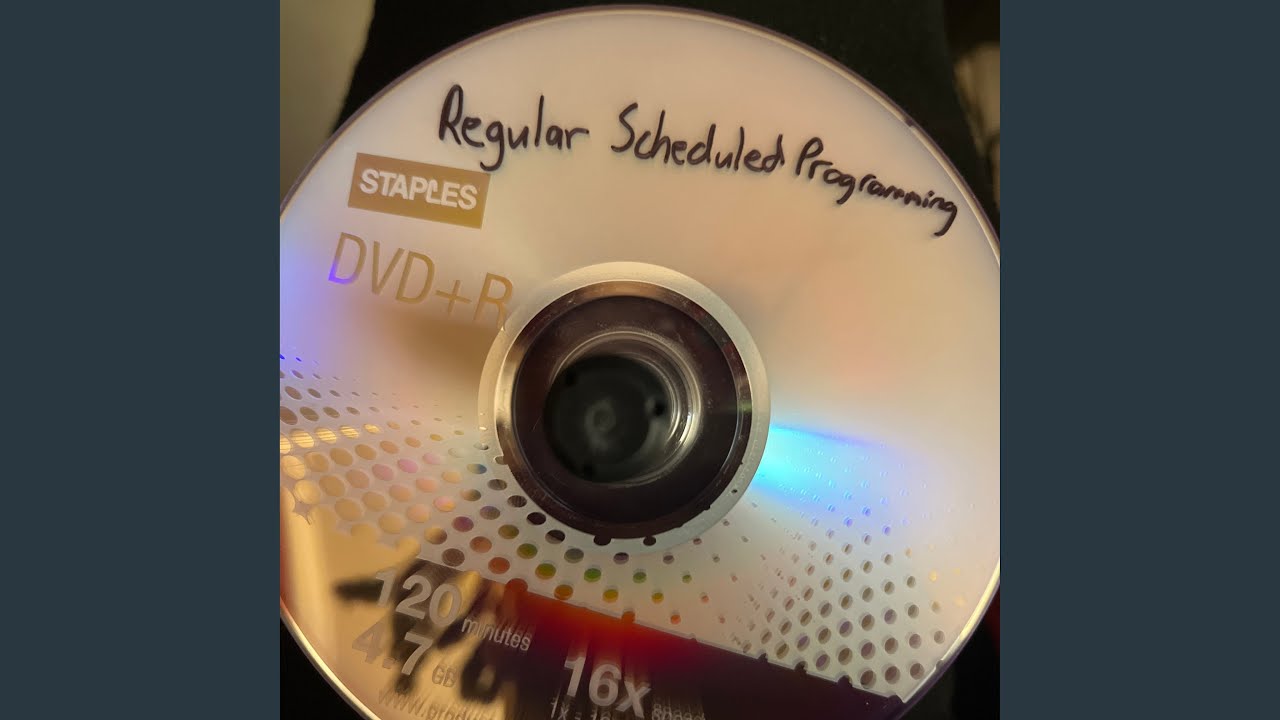 Regular Scheduled Programming
STAPLES
DVD+R
120 minutes
4.7 GB
16x